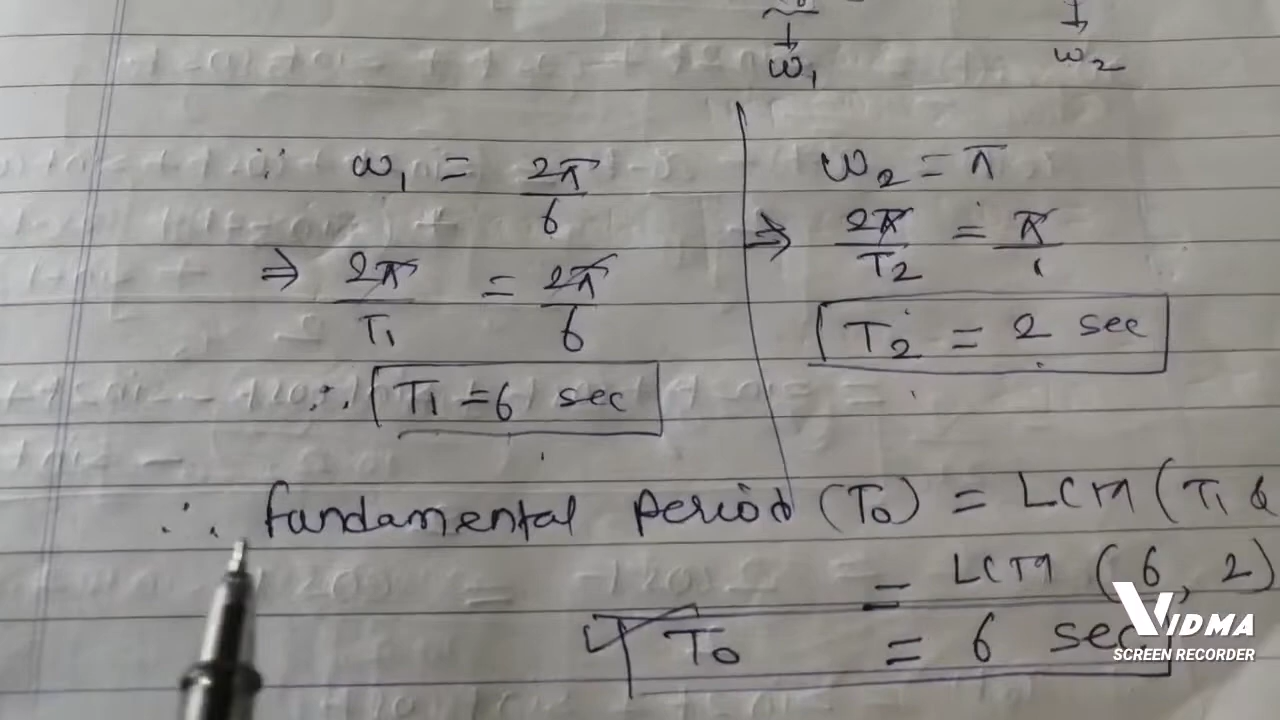 ω₁ ω₂
∵ ω₁ = 2π/6
⇒ 2π/T₁ = 2π/6
∴ T₁ = 6 sec
ω₂ = π
⇒ 2π/T₂ = π/1
T₂ = 2 sec
∴ fundamental period (T₀) = LCM (T₁ &
= LCM (6, 2)
T₀ = 6 sec
VIDMA
SCREEN RECORDER